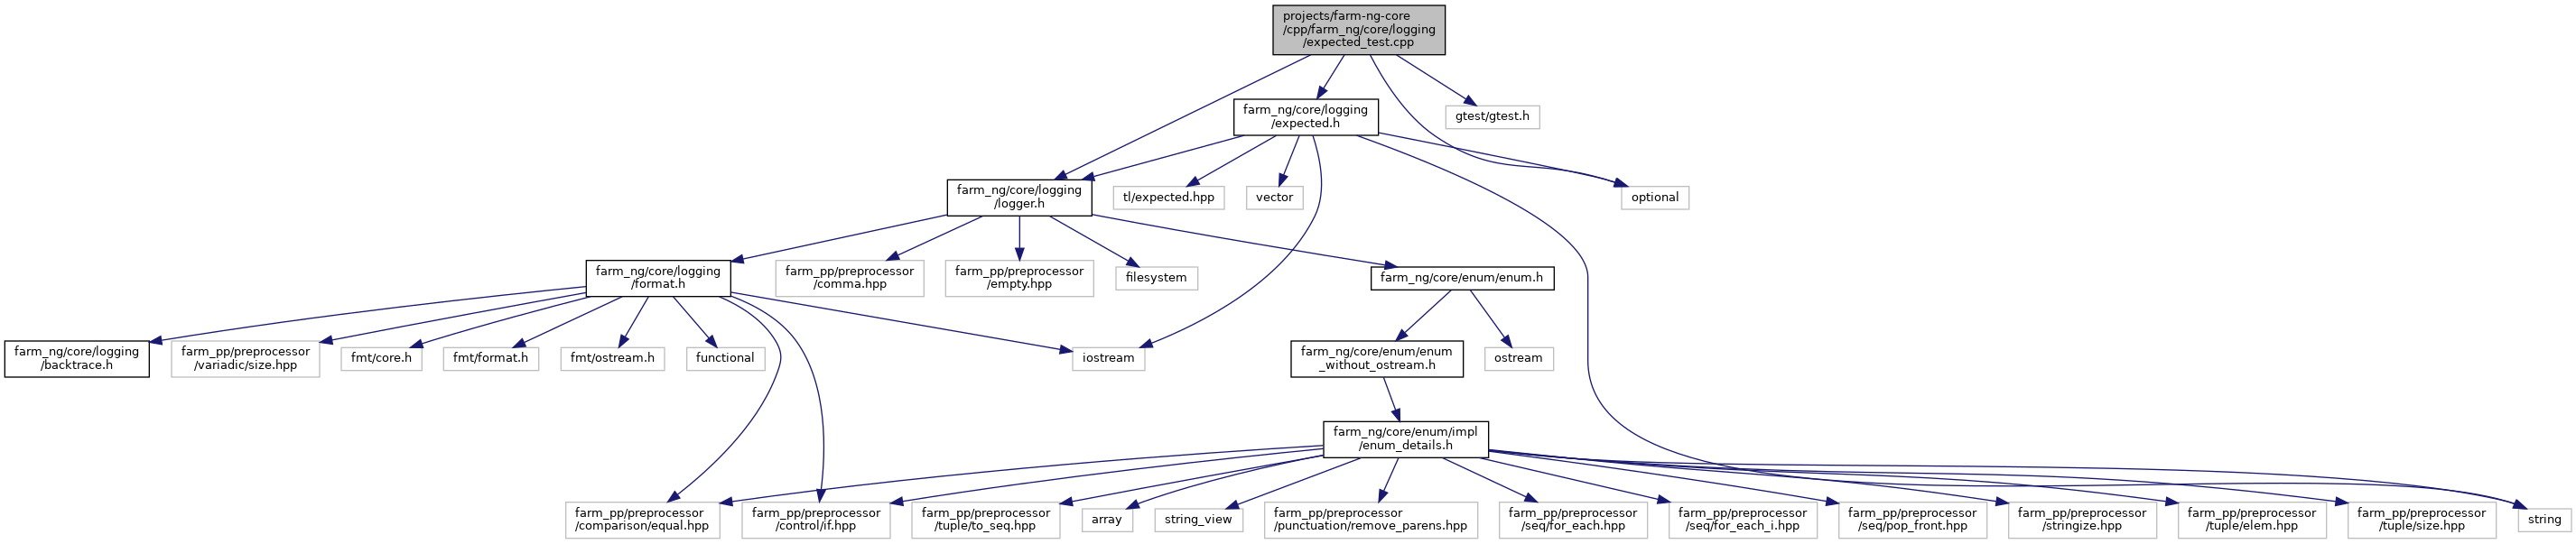 projects/farm-ng-core
/cpp/farm_ng/core/logging
/expected_test.cpp
farm_ng/core/logging
/expected.h
gtest/gtest.h
farm_ng/core/logging
/logger.h
tl/expected.hpp
vector
optional
farm_ng/core/logging
/format.h
farm_pp/preprocessor
/comma.hpp
farm_pp/preprocessor
/empty.hpp
filesystem
farm_ng/core/enum/enum.h
farm_ng/core/logging
/backtrace.h
farm_pp/preprocessor
/variadic/size.hpp
fmt/core.h
fmt/format.h
fmt/ostream.h
functional
iostream
farm_ng/core/enum/enum
_without_ostream.h
ostream
farm_ng/core/enum/impl
/enum_details.h
farm_pp/preprocessor
/comparison/equal.hpp
farm_pp/preprocessor
/control/if.hpp
farm_pp/preprocessor
/tuple/to_seq.hpp
array
string_view
farm_pp/preprocessor
/punctuation/remove_parens.hpp
farm_pp/preprocessor
/seq/for_each.hpp
farm_pp/preprocessor
/seq/for_each_i.hpp
farm_pp/preprocessor
/seq/pop_front.hpp
farm_pp/preprocessor
/stringize.hpp
farm_pp/preprocessor
/tuple/elem.hpp
farm_pp/preprocessor
/tuple/size.hpp
string